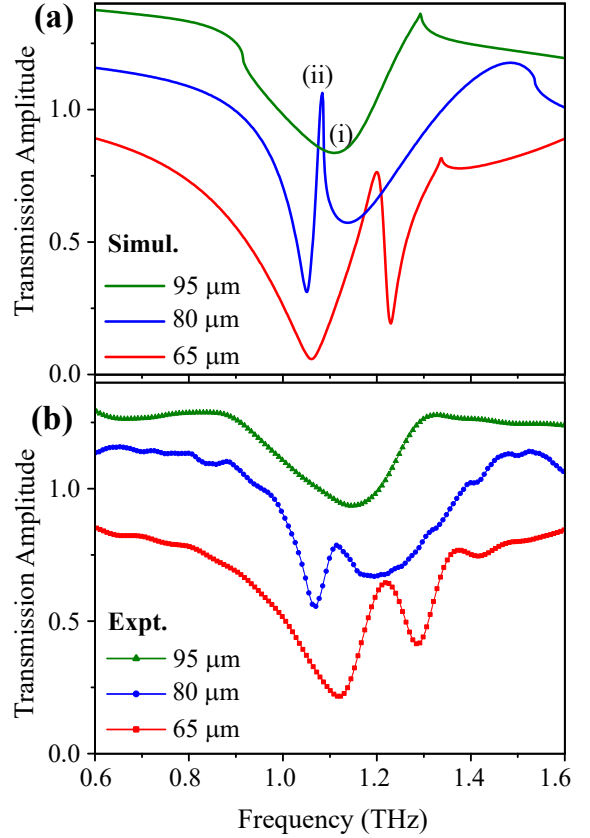 (a)
(ii)
(i)
1.0
0.5
0.0
Transmission Amplitude
Simul.
95 μm
80 μm
65 μm
(b)
1.0
0.5
0.0
Transmission Amplitude
Expt.
95 μm
80 μm
65 μm
0.6 0.8 1.0 1.2 1.4 1.6
Frequency (THz)